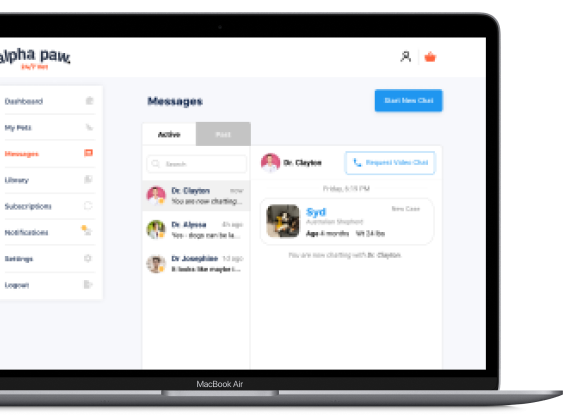 alpha paw.
24/7 Vet
Dashboard
My Pets
Messages
Library
Subscriptions
Notifications
Settings
Logout
Messages
Start New Chat
Active
Past
Search
Dr. Clayton now
You are now chatting...
Dr. Alyssa 4h ago
Yes - dogs can be la...
Dr Josephine 1d ago
It looks like maybe i...
Dr. Clayton
Request Video Chat
Friday, 6:15 PM
Syd
New Case
Australian Shepherd
Age 4 months Wt 24 lbs
You are now chatting with Dr. Clayton.
MacBook Air